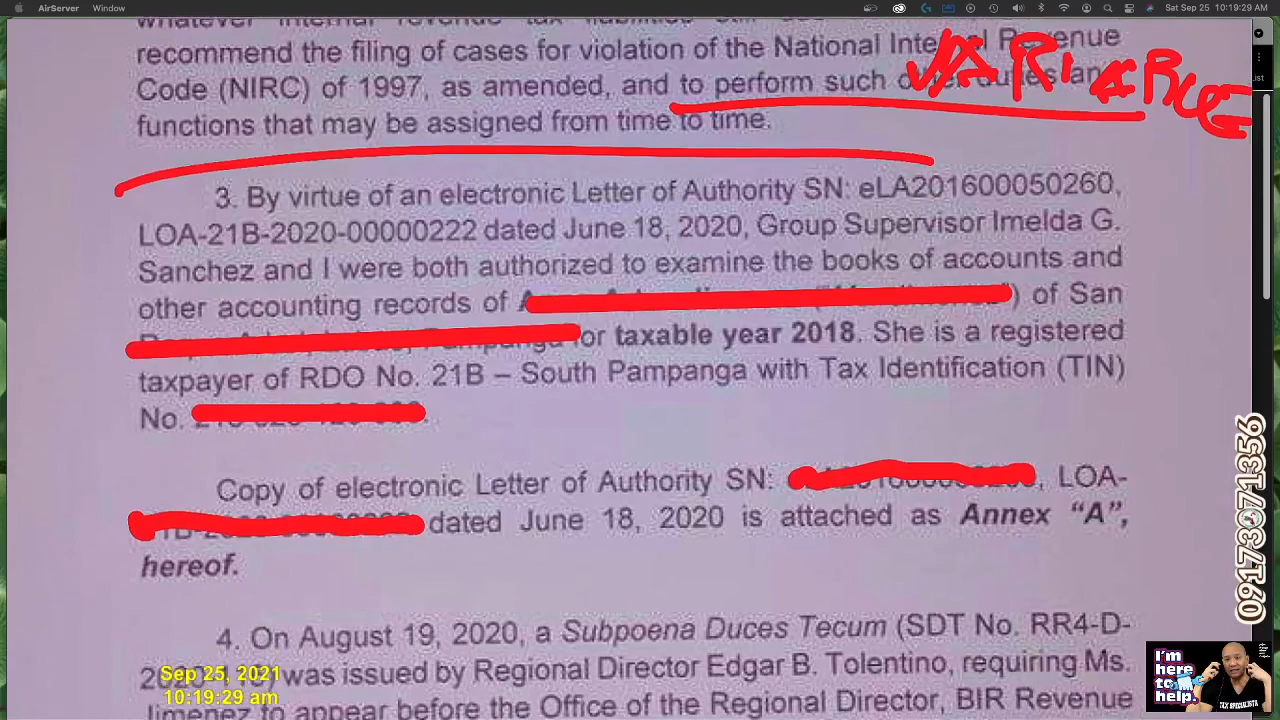 AirServer Window
Sat Sep 25 10:19:29 AM
recommend the filing of cases for violation of the National Internal Revenue
Code (NIRC) of 1997, as amended, and to perform such other duties and
VARIABLE
functions that may be assigned from time to time.
3. By virtue of an electronic Letter of Authority SN: eLA201600050260,
LOA-21B-2020-00000222 dated June 18, 2020, Group Supervisor Imelda G.
Sanchez and I were both authorized to examine the books of accounts and
other accounting records of ) of San
for taxable year 2018. She is a registered
taxpayer of RDO No. 21B – South Pampanga with Tax Identification (TIN)
No.
Copy of electronic Letter of Authority SN: , LOA-
dated June 18, 2020 is attached as Annex “A”,
hereof.
4. On August 19, 2020, a Subpoena Duces Tecum (SDT No. RR4-D-
was issued by Regional Director Edgar B. Tolentino, requiring Ms.
to appear before the Office of the Regional Director, BIR Revenue
Sep 25, 2021
10:19:29 am
09173071356
I'm
here
to
help.
TAX SPECIALISTA